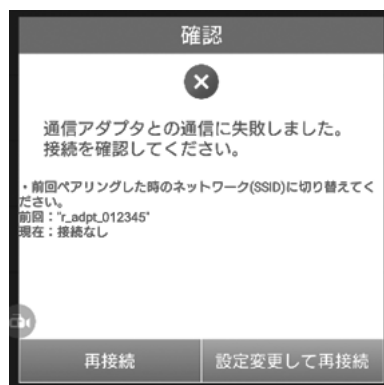 確認
通信アダプタとの通信に失敗しました。
接続を確認してください。
・前回ペアリングした時のネットワーク(SSID)に切り替えてく
ださい。
前回："r_adpt_012345"
現在：接続なし
再接続
設定変更して再接続